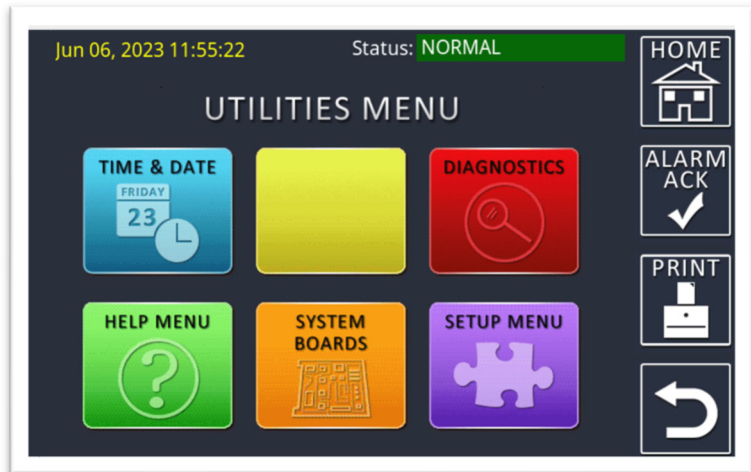 Jun 06, 2023 11:55:22
Status: NORMAL
UTILITIES MENU
TIME & DATE
FRIDAY
23
DIAGNOSTICS
HELP MENU
?
SYSTEM
BOARDS
SETUP MENU
HOME
ALARM
ACK
PRINT